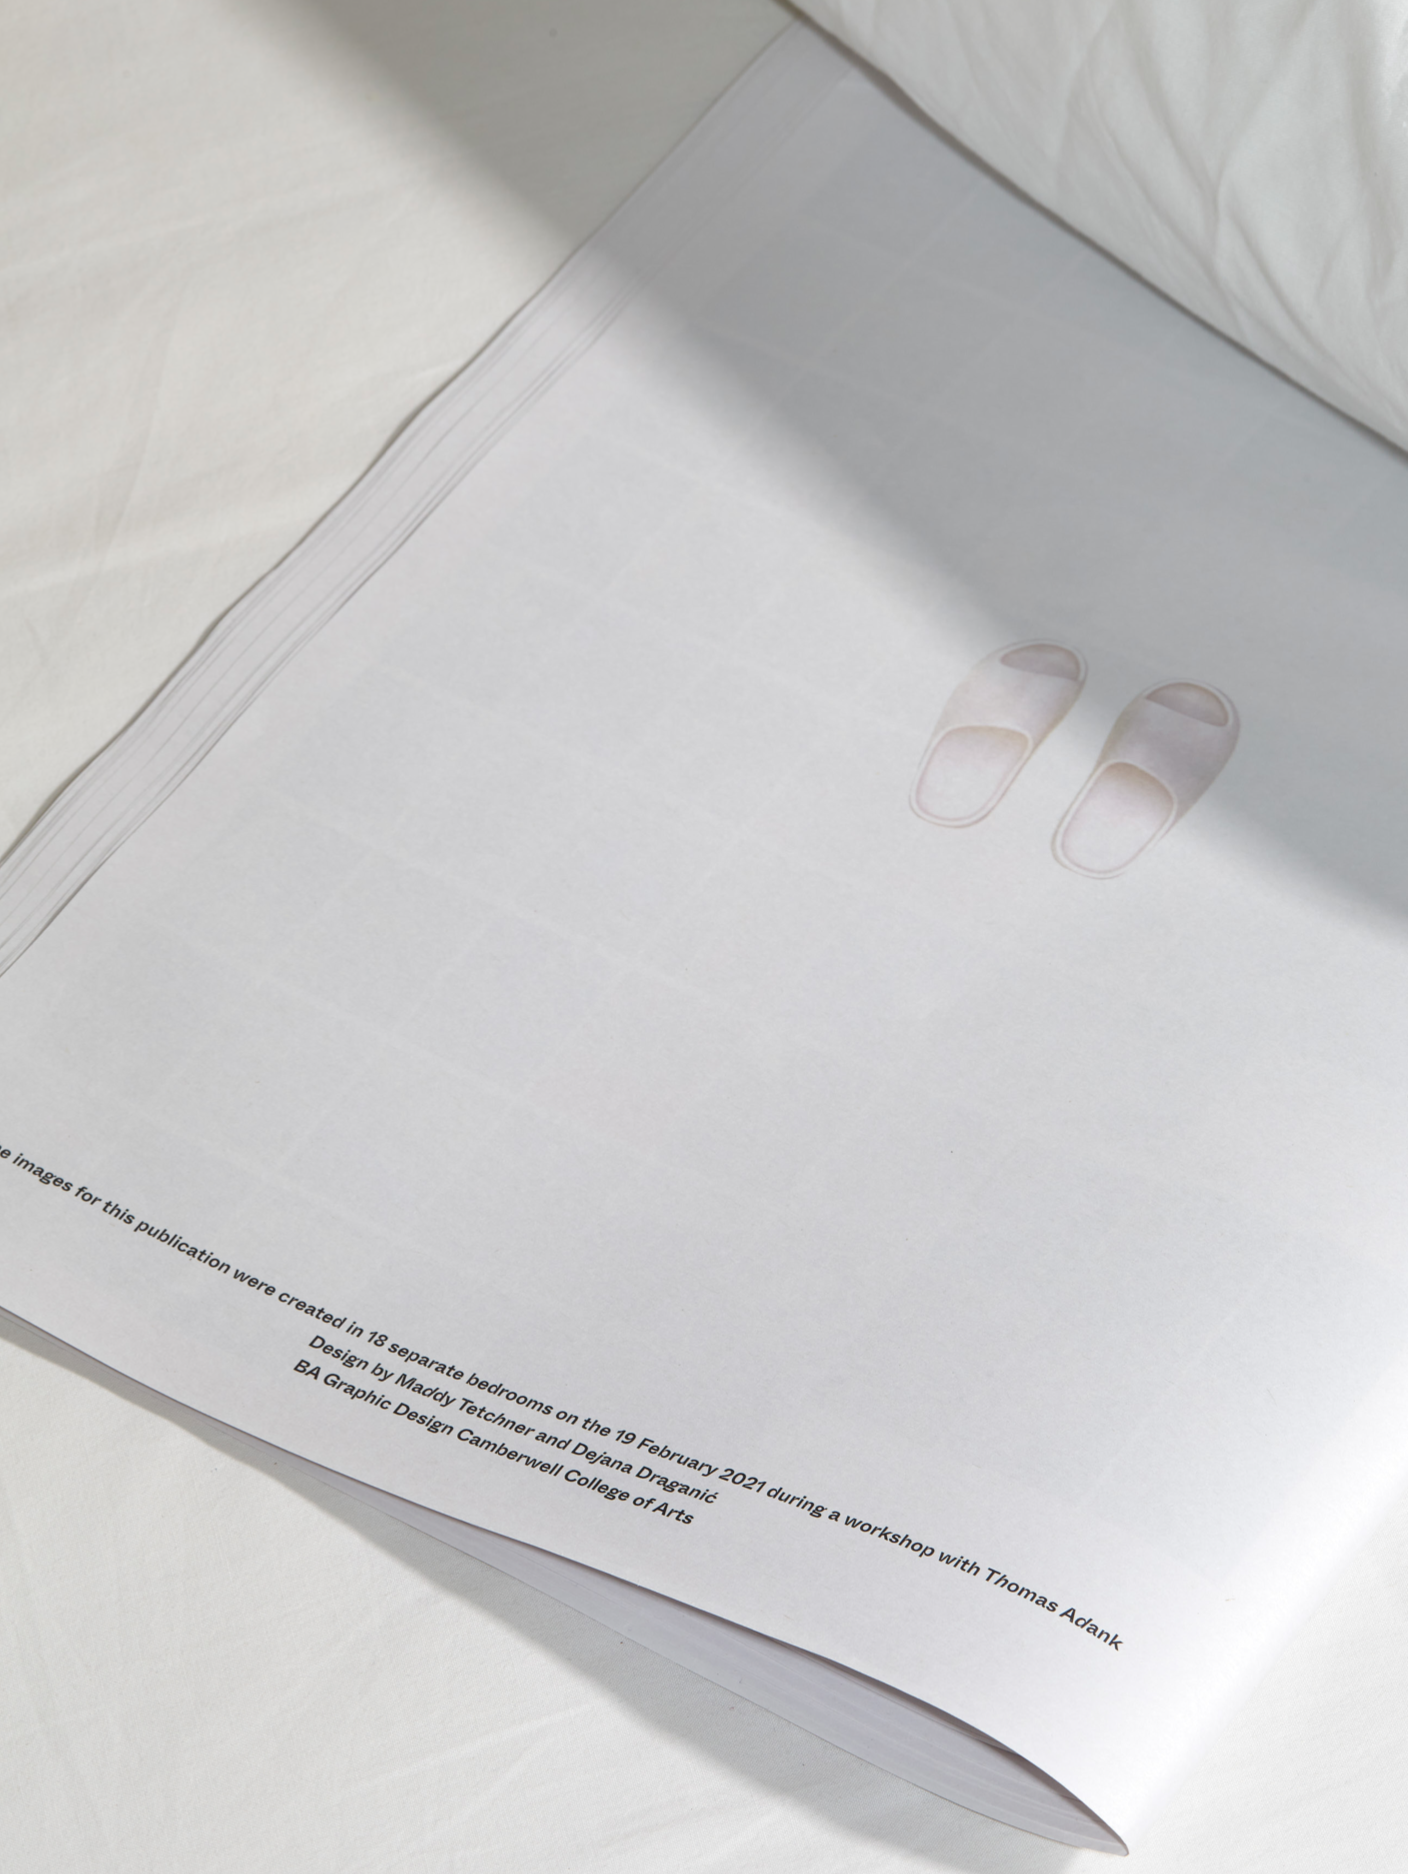 images for this publication were created in 18 separate bedrooms on the 19 February 2021 during a workshop with Thomas Adank
Design by Maddy Tetchner and Dejana Draganić
BA Graphic Design Camberwell College of Arts